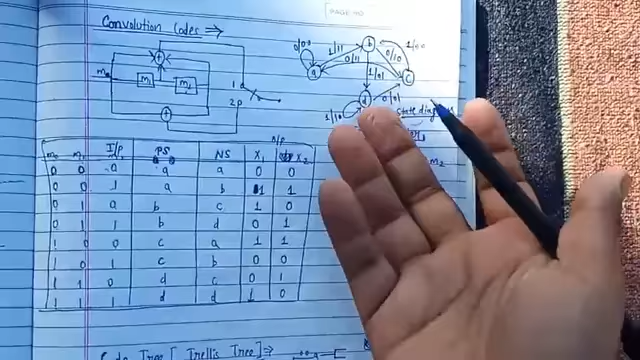 Convolution Codes ⇒
m
m₁
m₂
1
2
0/00
1/11
0/11
a
b
c
d
0/10
1/00
1/01
0/01
1/10
State diagram
m₂
I/P PS NS X₁ X₂
0 0 0 a a 0 0
0 0 1 a b 1 1
0 1 0 b c 1 0
0 1 1 b d 0 1
1 0 0 c a 1 1
1 0 1 c b 0 0
1 1 0 d c 0 1
1 1 1 d d 1 0
Code Tree [Trellis Tree] ⇒